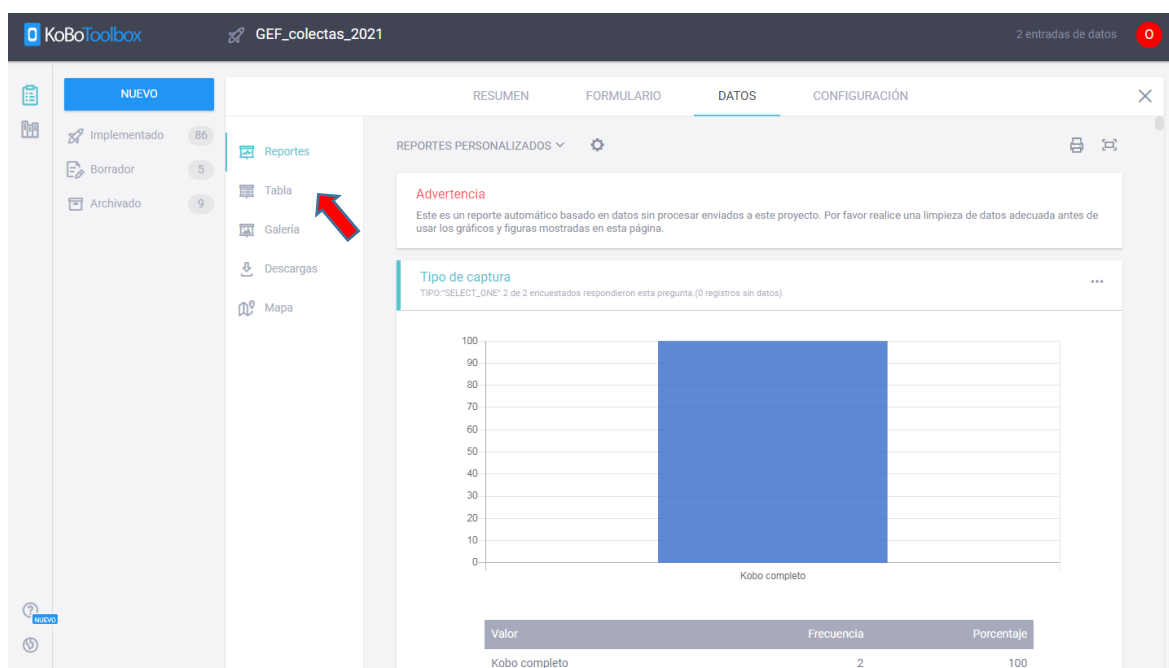 KoBoToolbox
GEF_colectas_2021
2 entradas de datos
O
NUEVO
Implementado 86
Borrador 5
Archivado 9
RESUMEN FORMULARIO DATOS CONFIGURACIÓN
Reportes
Tabla
Galería
Descargas
Mapa
REPORTES PERSONALIZADOS
Advertencia
Este es un reporte automático basado en datos sin procesar enviados a este proyecto. Por favor realice una limpieza de datos adecuada antes de
usar los gráficos y figuras mostradas en esta página.
Tipo de captura
TIPO:"SELECT_ONE".2 de 2 encuestados respondieron esta pregunta.(0 registros sin datos)
100
90
80
70
60
50
40
30
20
10
0
Kobo completo
Valor Frecuencia Porcentaje
Kobo completo 2 100
NUEVO